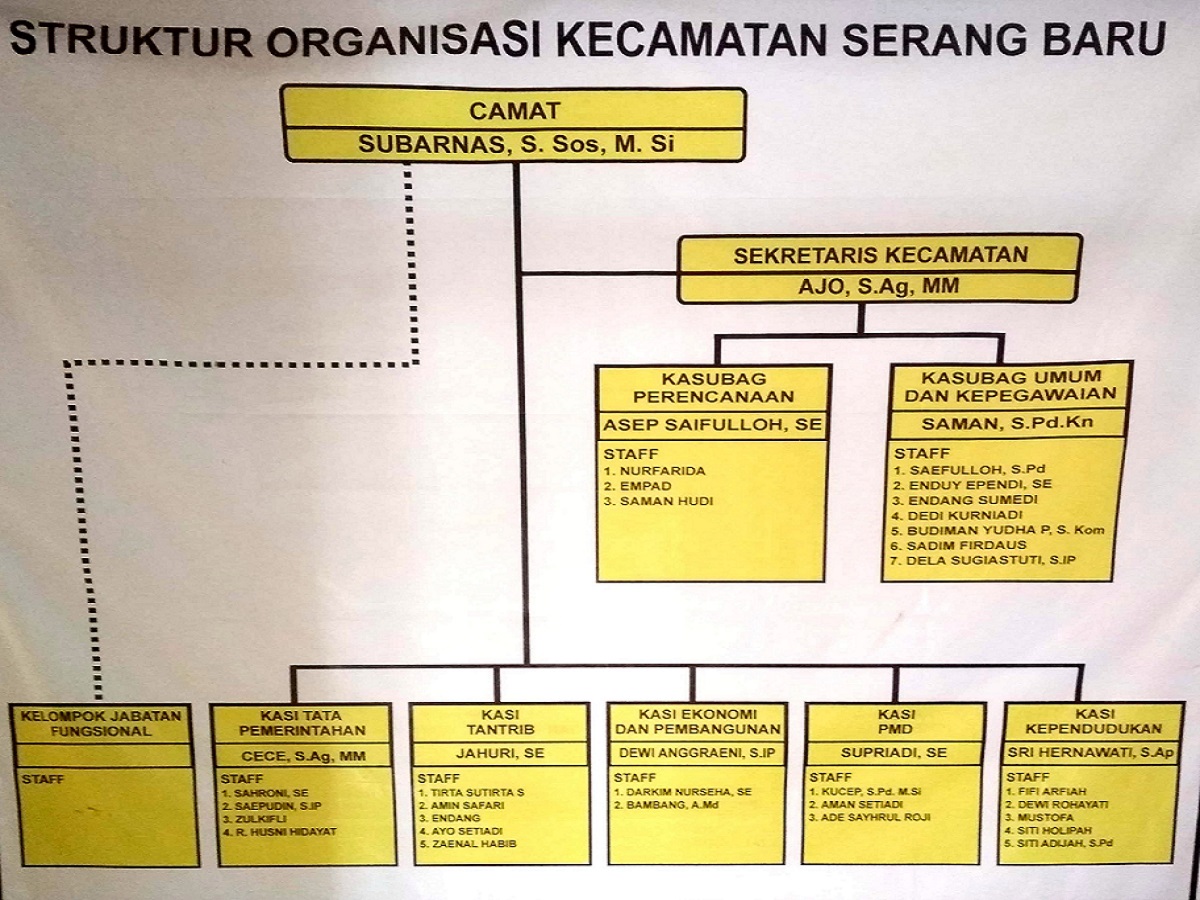 STRUKTUR ORGANISASI KECAMATAN SERANG BARU
CAMAT
SUBARNAS, S. Sos, M. Si
SEKRETARIS KECAMATAN
AJO, S.Ag, MM
KASUBAG
PERENCANAAN
ASEP SAIFULLOH, SE
STAFF
1. NURFARIDA
2. EMPAD
3. SAMAN HUDI
KASUBAG UMUM
DAN KEPEGAWAIAN
SAMAN, S.Pd.Kn
STAFF
1. SAEFULLOH, S.Pd
2. ENDUY EPENDI, SE
3. ENDANG SUMEDI
4. DEDI KURNIADI
5. BUDIMAN YUDHA P, S. Kom
6. SADIM FIRDAUS
7. DELA SUGIASTUTI, S.IP
KELOMPOK JABATAN
FUNGSIONAL
STAFF
KASI TATA
PEMERINTAHAN
CECE, S.Ag, MM
STAFF
1. SAHRONI, SE
2. SAEPUDIN, S.IP
3. ZULKIFLI
4. R. HUSNI HIDAYAT
KASI
TANTRIB
JAHURI, SE
STAFF
1. TIRTA SUTIRTA S
2. AMIN SAFARI
3. ENDANG
4. AYO SETIADI
5. ZAENAL HABIB
KASI EKONOMI
DAN PEMBANGUNAN
DEWI ANGGRAENI, S.IP
STAFF
1. DARKIM NURSEHA, SE
2. BAMBANG, A.Md
KASI
PMD
SUPRIADI, SE
STAFF
1. KUCEP, S.Pd. M.Si
2. AMAN SETIADI
3. ADE SAYHRUL ROJI
KASI
KEPENDUDUKAN
SRI HERNAWATI, S.Ap
STAFF
1. FIFI ARFIAH
2. DEWI ROHAYATI
3. MUSTOFA
4. SITI HOLIPAH
5. SITI ADIJAH, S.Pd